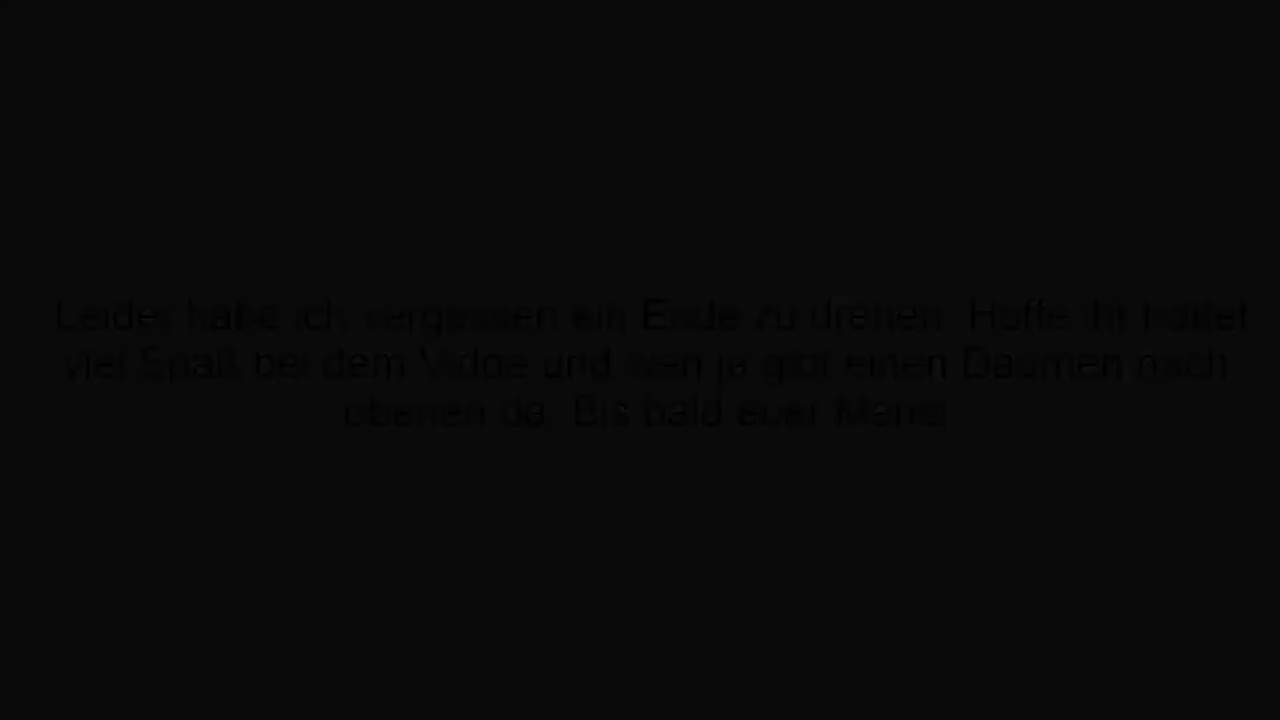 Leider habe ich vergessen ein Ende zu drehen. Hoffe ihr hattet
viel Spaß bei dem Vidoe und wen ja gibt einen Daumen nach
obenen da. Bis bald euer